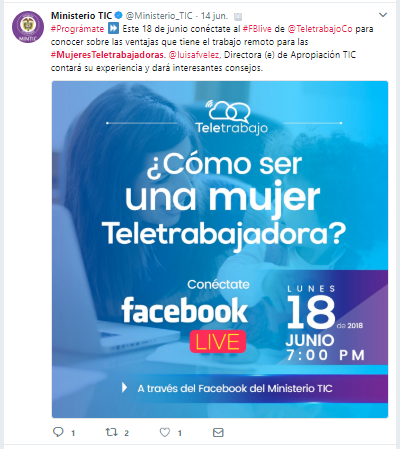 Ministerio TIC @Ministerio_TIC · 14 jun.
#Prográmate Este 18 de junio conéctate al #FBlive de @TeletrabajoCo para
conocer sobre las ventajas que tiene el trabajo remoto para las
#MujeresTeletrabajadoras. @luisafvelez, Directora (e) de Apropiación TIC
contará su experiencia y dará interesantes consejos.
MINTIC
Teletrabajo
¿Cómo ser
una mujer
Teletrabajadora?
Conéctate
facebook
LIVE
LUNES
18 de 2018
JUNIO
7:00 PM
A través del Facebook del Ministerio TIC
1 2 1